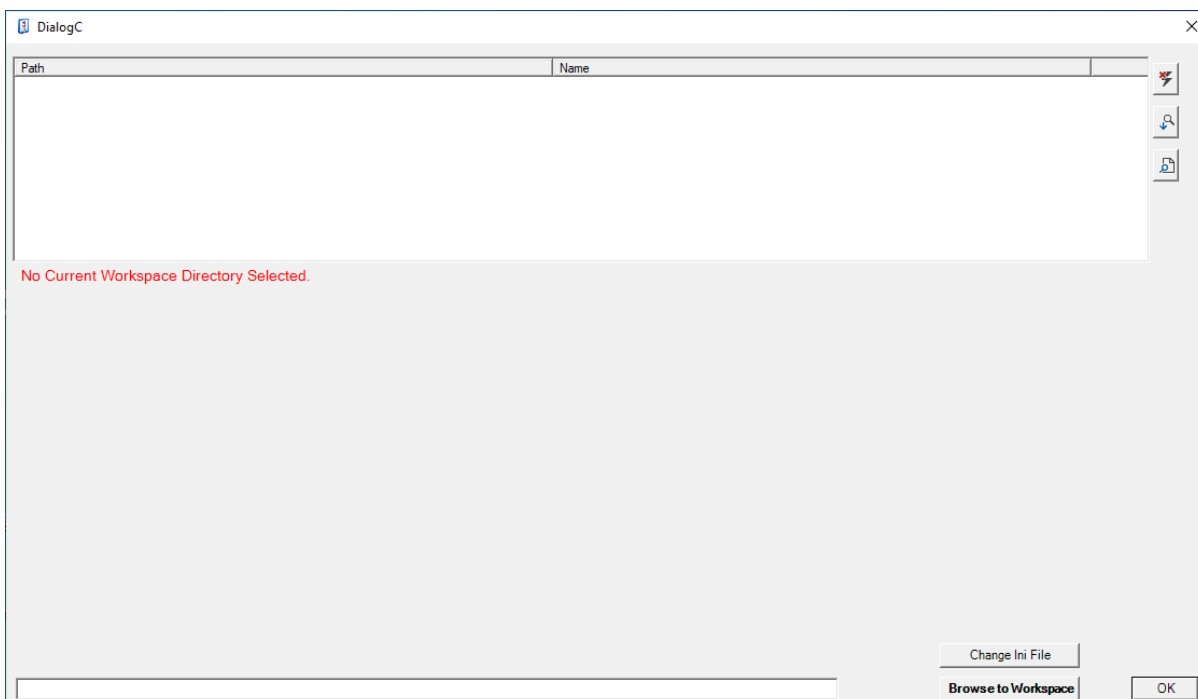 DialogC
Path Name
No Current Workspace Directory Selected.
Change Ini File
Browse to Workspace OK